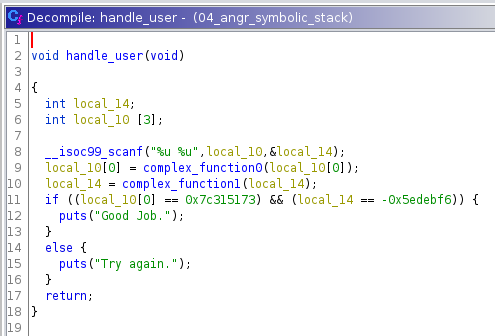 Decompile: handle_user - (04_angr_symbolic_stack)
1
2 void handle_user(void)
3
4 {
5 int local_14;
6 int local_10 [3];
7
8 __isoc99_scanf("%u %u",local_10,&local_14);
9 local_10[0] = complex_function0(local_10[0]);
10 local_14 = complex_function1(local_14);
11 if ((local_10[0] == 0x7c315173) && (local_14 == -0x5edebf6)) {
12 puts("Good Job.");
13 }
14 else {
15 puts("Try again.");
16 }
17 return;
18 }
19